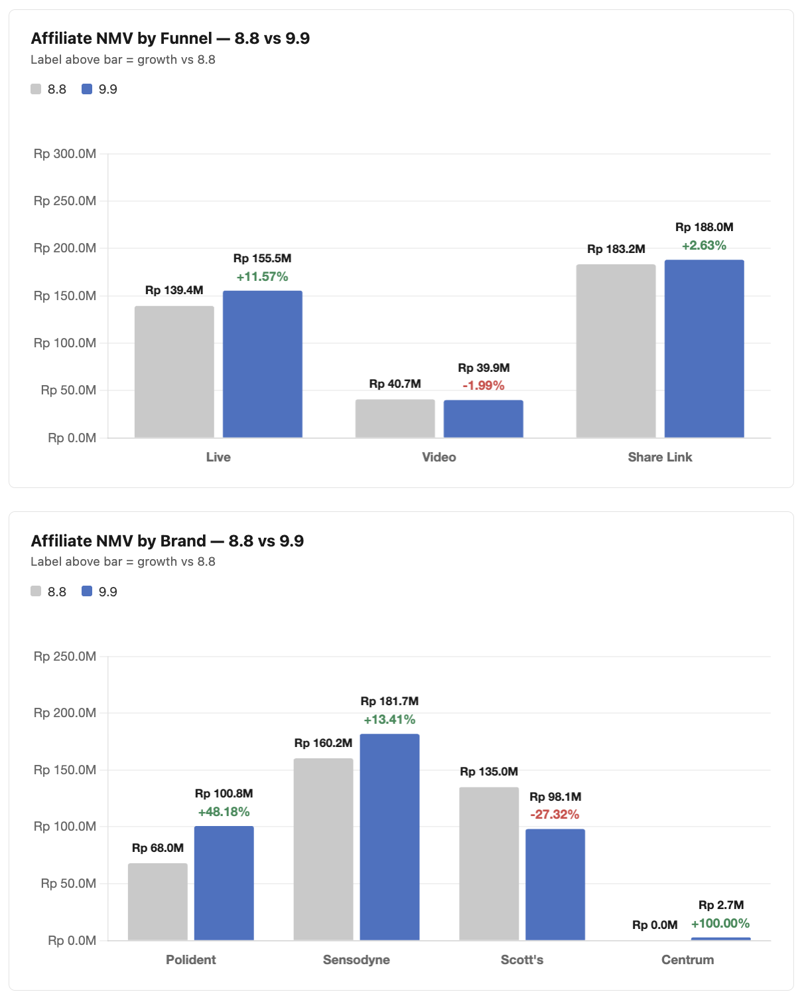 Affiliate NMV by Funnel — 8.8 vs 9.9
Label above bar = growth vs 8.8
8.8 9.9
Rp 300.0M
Rp 250.0M
Rp 200.0M
Rp 150.0M
Rp 100.0M
Rp 50.0M
Rp 0.0M
Rp 139.4M
Rp 155.5M
+11.57%
Rp 40.7M
Rp 39.9M
-1.99%
Rp 183.2M
Rp 188.0M
+2.63%
Live Video Share Link
Affiliate NMV by Brand — 8.8 vs 9.9
Label above bar = growth vs 8.8
8.8 9.9
Rp 250.0M
Rp 200.0M
Rp 150.0M
Rp 100.0M
Rp 50.0M
Rp 0.0M
Rp 68.0M
Rp 100.8M
+48.18%
Rp 160.2M
Rp 181.7M
+13.41%
Rp 135.0M
Rp 98.1M
-27.32%
Rp 0.0M
Rp 2.7M
+100.00%
Polident Sensodyne Scott's Centrum